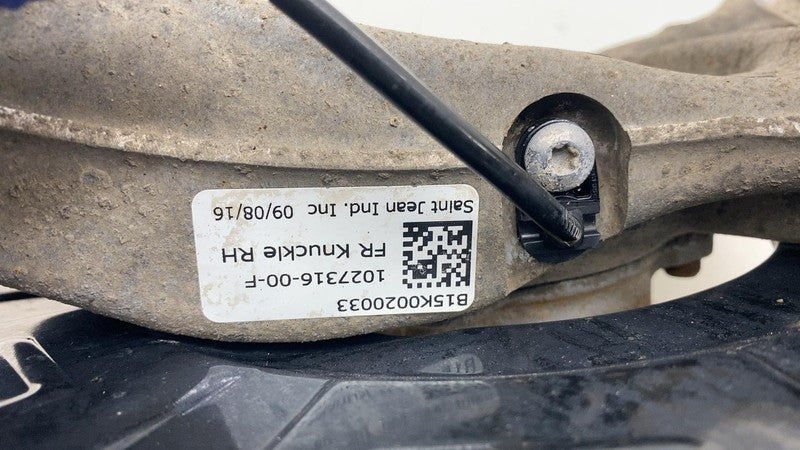 B15K0020033
1027316-00-F
FR Knuckle RH
Saint Jean Ind. Inc 09/08/16